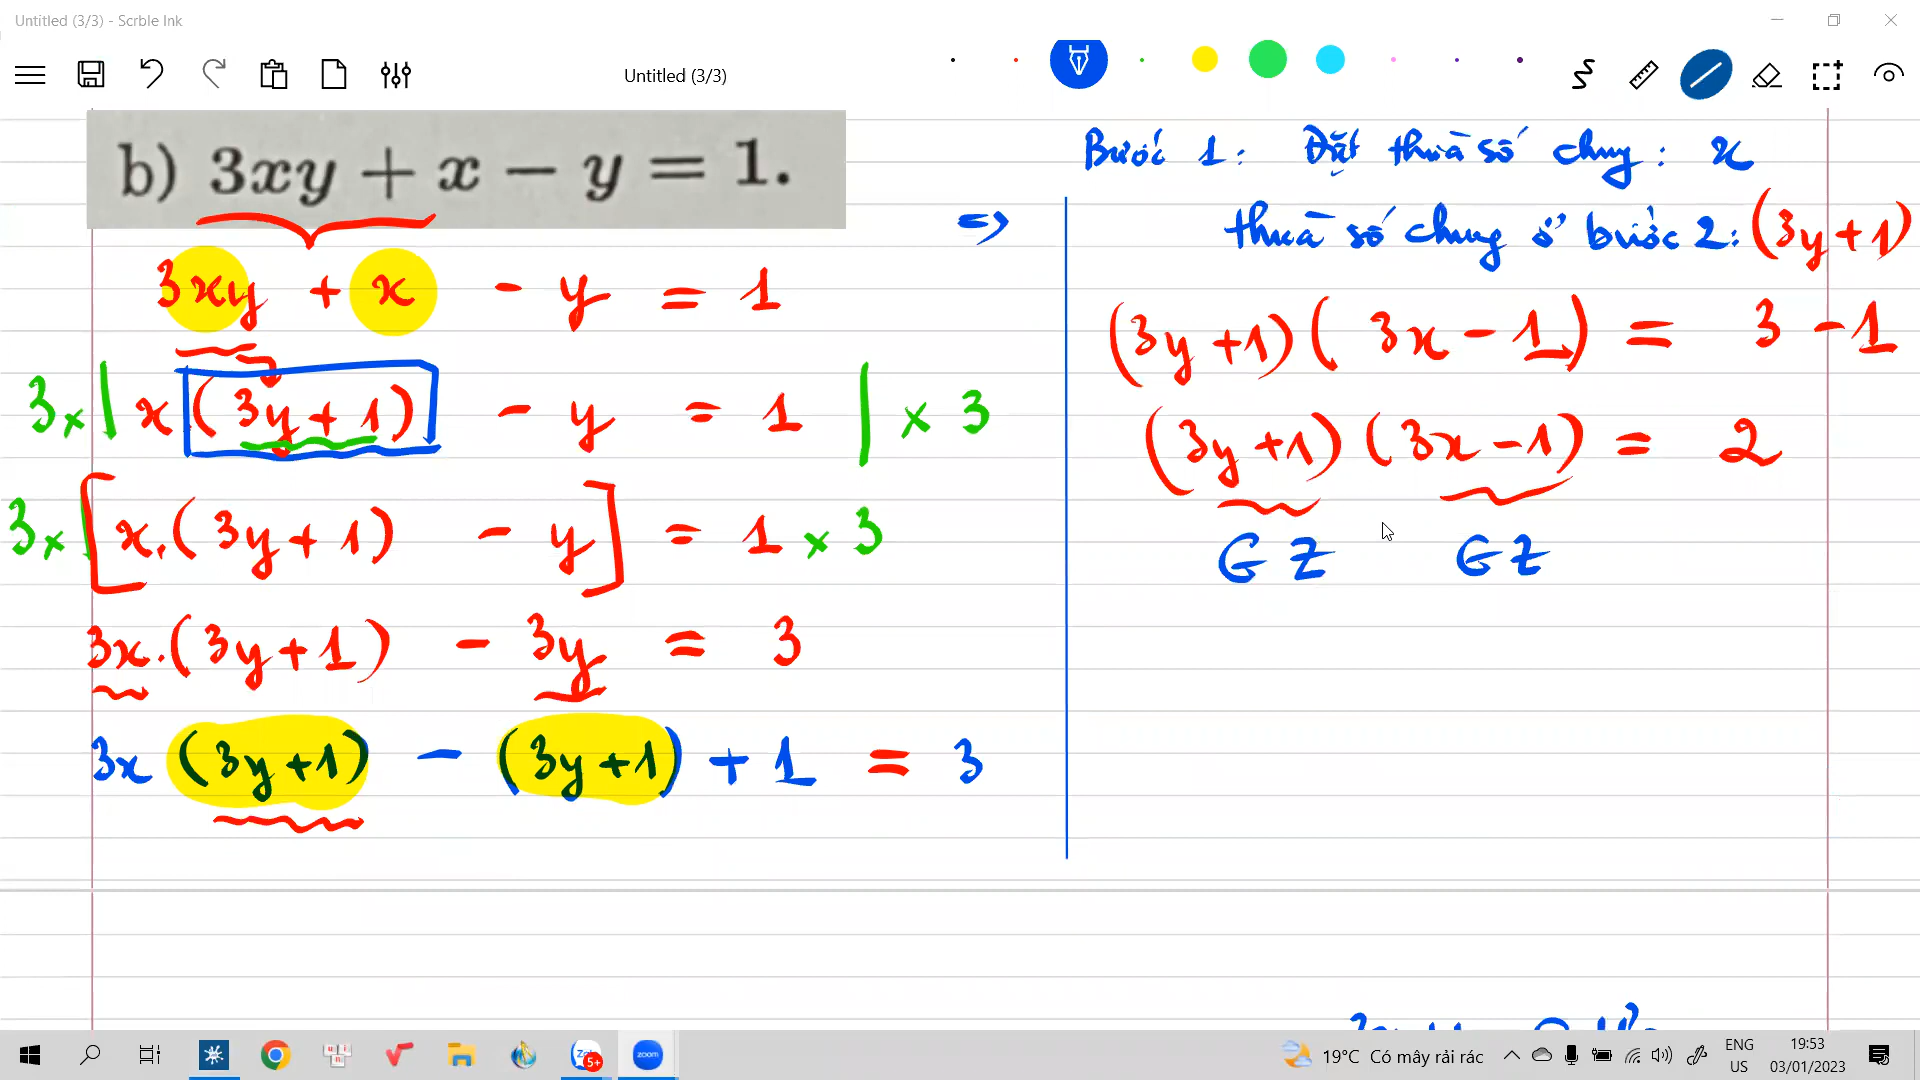 Untitled (3/3) - Scrble Ink
Untitled (3/3)
b) 3xy + x − y = 1.
3xy + x - y = 1
3x | x (3y + 1) - y = 1 | x 3
3x [x.(3y + 1) - y] = 1 x 3
3x.(3y + 1) - 3y = 3
3x (3y + 1) - (3y + 1) + 1 = 3
=>
Bước 1: Đặt thừa số chung: x
thừa số chung ở bước 2: (3y + 1)
(3y + 1)(3x - 1) = 3 - 1
(3y + 1)(3x - 1) = 2
∈ Z ∈ Z
5+
zoom
19°C Có mây rải rác
ENG
US
19:53
03/01/2023